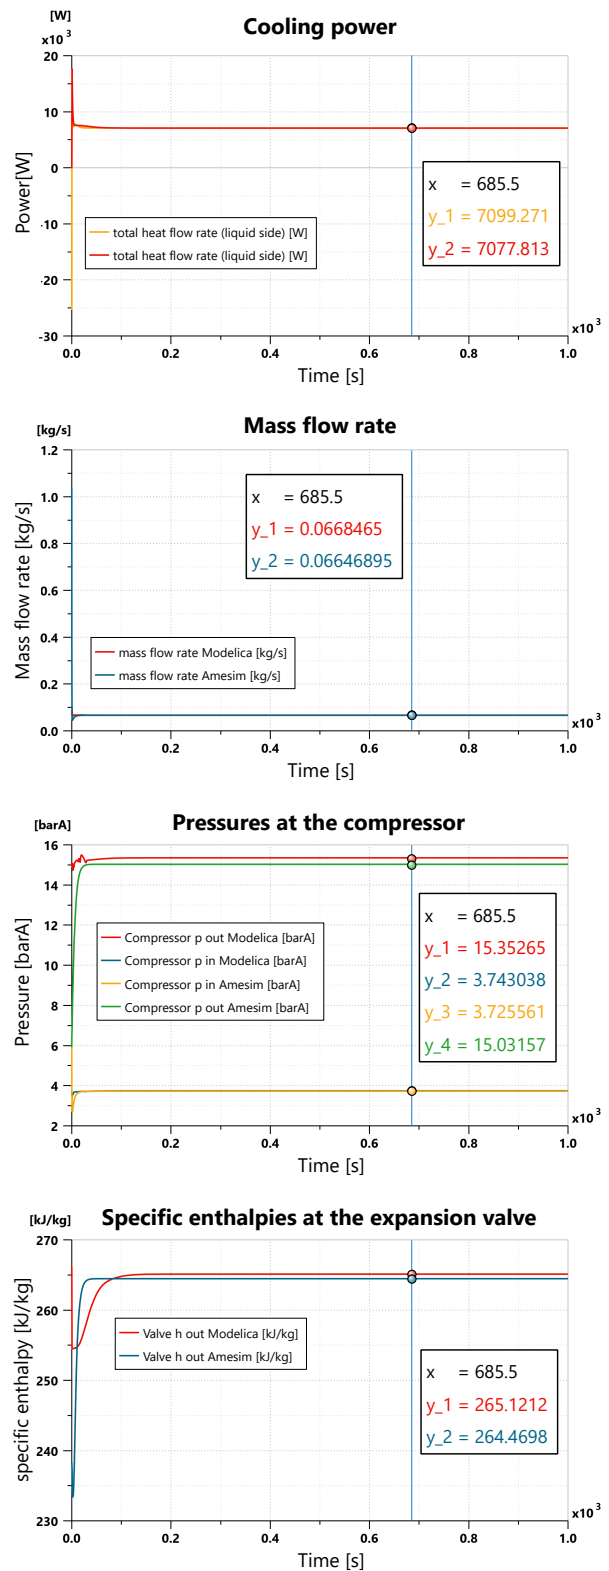 Cooling power
[W]
x10 ³
20
10
0
-10
-20
-30
Power[W]
x = 685.5
y_1 = 7099.271
y_2 = 7077.813
total heat flow rate (liquid side) [W]
total heat flow rate (liquid side) [W]
x10 ³
0.0 0.2 0.4 0.6 0.8 1.0
Time [s]
Mass flow rate
[kg/s]
1.2
1.0
0.8
0.6
0.4
0.2
0.0
Mass flow rate [kg/s]
x = 685.5
y_1 = 0.0668465
y_2 = 0.06646895
mass flow rate Modelica [kg/s]
mass flow rate Amesim [kg/s]
x10 ³
0.0 0.2 0.4 0.6 0.8 1.0
Time [s]
Pressures at the compressor
[barA]
16
14
12
10
8
6
4
2
Pressure [barA]
x = 685.5
y_1 = 15.35265
y_2 = 3.743038
y_3 = 3.725561
y_4 = 15.03157
Compressor p out Modelica [barA]
Compressor p in Modelica [barA]
Compressor p in Amesim [barA]
Compressor p out Amesim [barA]
x10 ³
0.0 0.2 0.4 0.6 0.8 1.0
Time [s]
Specific enthalpies at the expansion valve
[kJ/kg]
270
260
250
240
230
specific enthalpy [kJ/kg]
Valve h out Modelica [kJ/kg]
Valve h out Amesim [kJ/kg]
x = 685.5
y_1 = 265.1212
y_2 = 264.4698
x10 ³
0.0 0.2 0.4 0.6 0.8 1.0
Time [s]